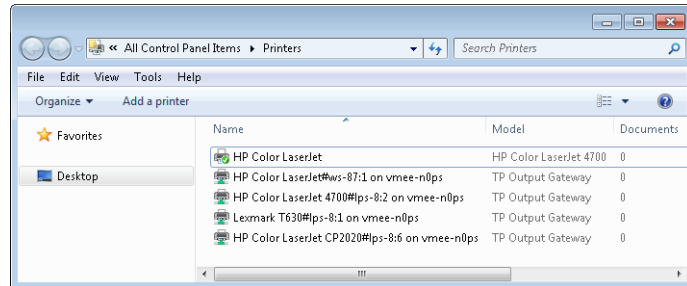 « All Control Panel Items ▸ Printers Search Printers
File Edit View Tools Help
Organize ▾ Add a printer
Favorites
Desktop
Name Model Documents
HP Color LaserJet HP Color LaserJet 4700 0
HP Color LaserJet#ws-87:1 on vmee-n0ps TP Output Gateway 0
HP Color LaserJet 4700#lps-8:2 on vmee-n0ps TP Output Gateway 0
Lexmark T630#lps-8:1 on vmee-n0ps TP Output Gateway 0
HP Color LaserJet CP2020#lps-8:6 on vmee-n0ps TP Output Gateway 0